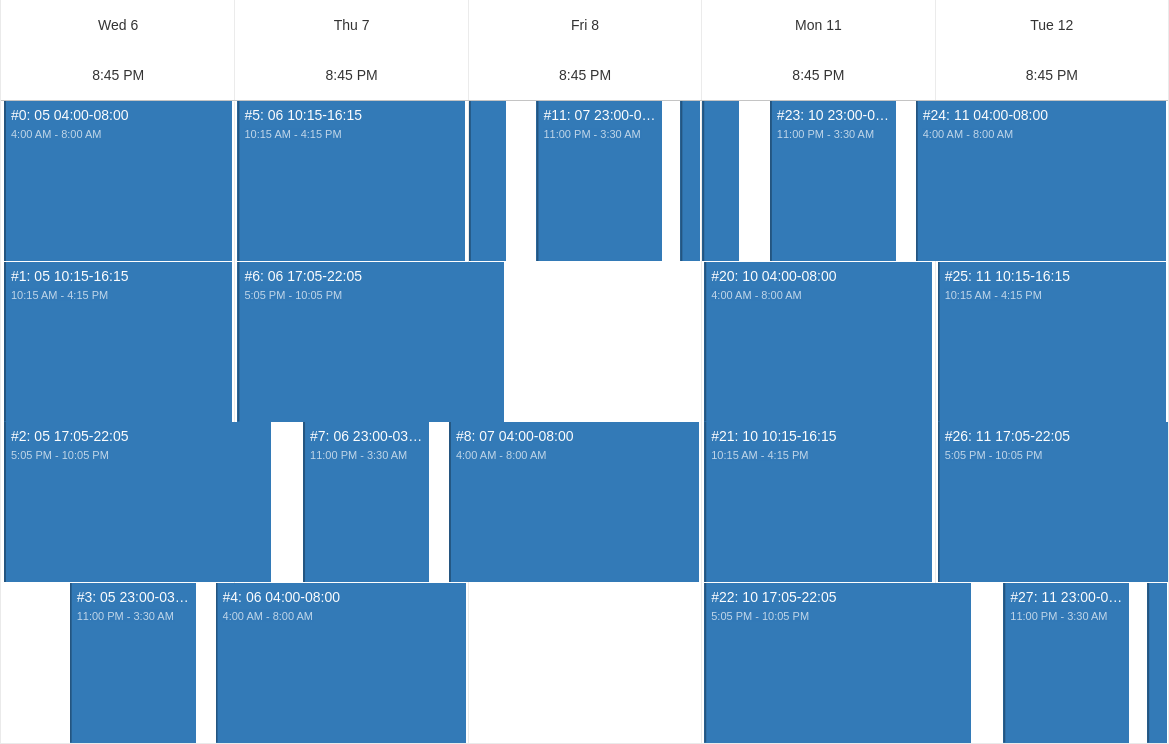 Wed 6
Thu 7
Fri 8
Mon 11
Tue 12
8:45 PM
8:45 PM
8:45 PM
8:45 PM
8:45 PM
#0: 05 04:00-08:00
4:00 AM - 8:00 AM
#5: 06 10:15-16:15
10:15 AM - 4:15 PM
#11: 07 23:00-0…
11:00 PM - 3:30 AM
#23: 10 23:00-0…
11:00 PM - 3:30 AM
#24: 11 04:00-08:00
4:00 AM - 8:00 AM
#1: 05 10:15-16:15
10:15 AM - 4:15 PM
#6: 06 17:05-22:05
5:05 PM - 10:05 PM
#20: 10 04:00-08:00
4:00 AM - 8:00 AM
#25: 11 10:15-16:15
10:15 AM - 4:15 PM
#2: 05 17:05-22:05
5:05 PM - 10:05 PM
#7: 06 23:00-03…
11:00 PM - 3:30 AM
#8: 07 04:00-08:00
4:00 AM - 8:00 AM
#21: 10 10:15-16:15
10:15 AM - 4:15 PM
#26: 11 17:05-22:05
5:05 PM - 10:05 PM
#3: 05 23:00-03…
11:00 PM - 3:30 AM
#4: 06 04:00-08:00
4:00 AM - 8:00 AM
#22: 10 17:05-22:05
5:05 PM - 10:05 PM
#27: 11 23:00-0…
11:00 PM - 3:30 AM